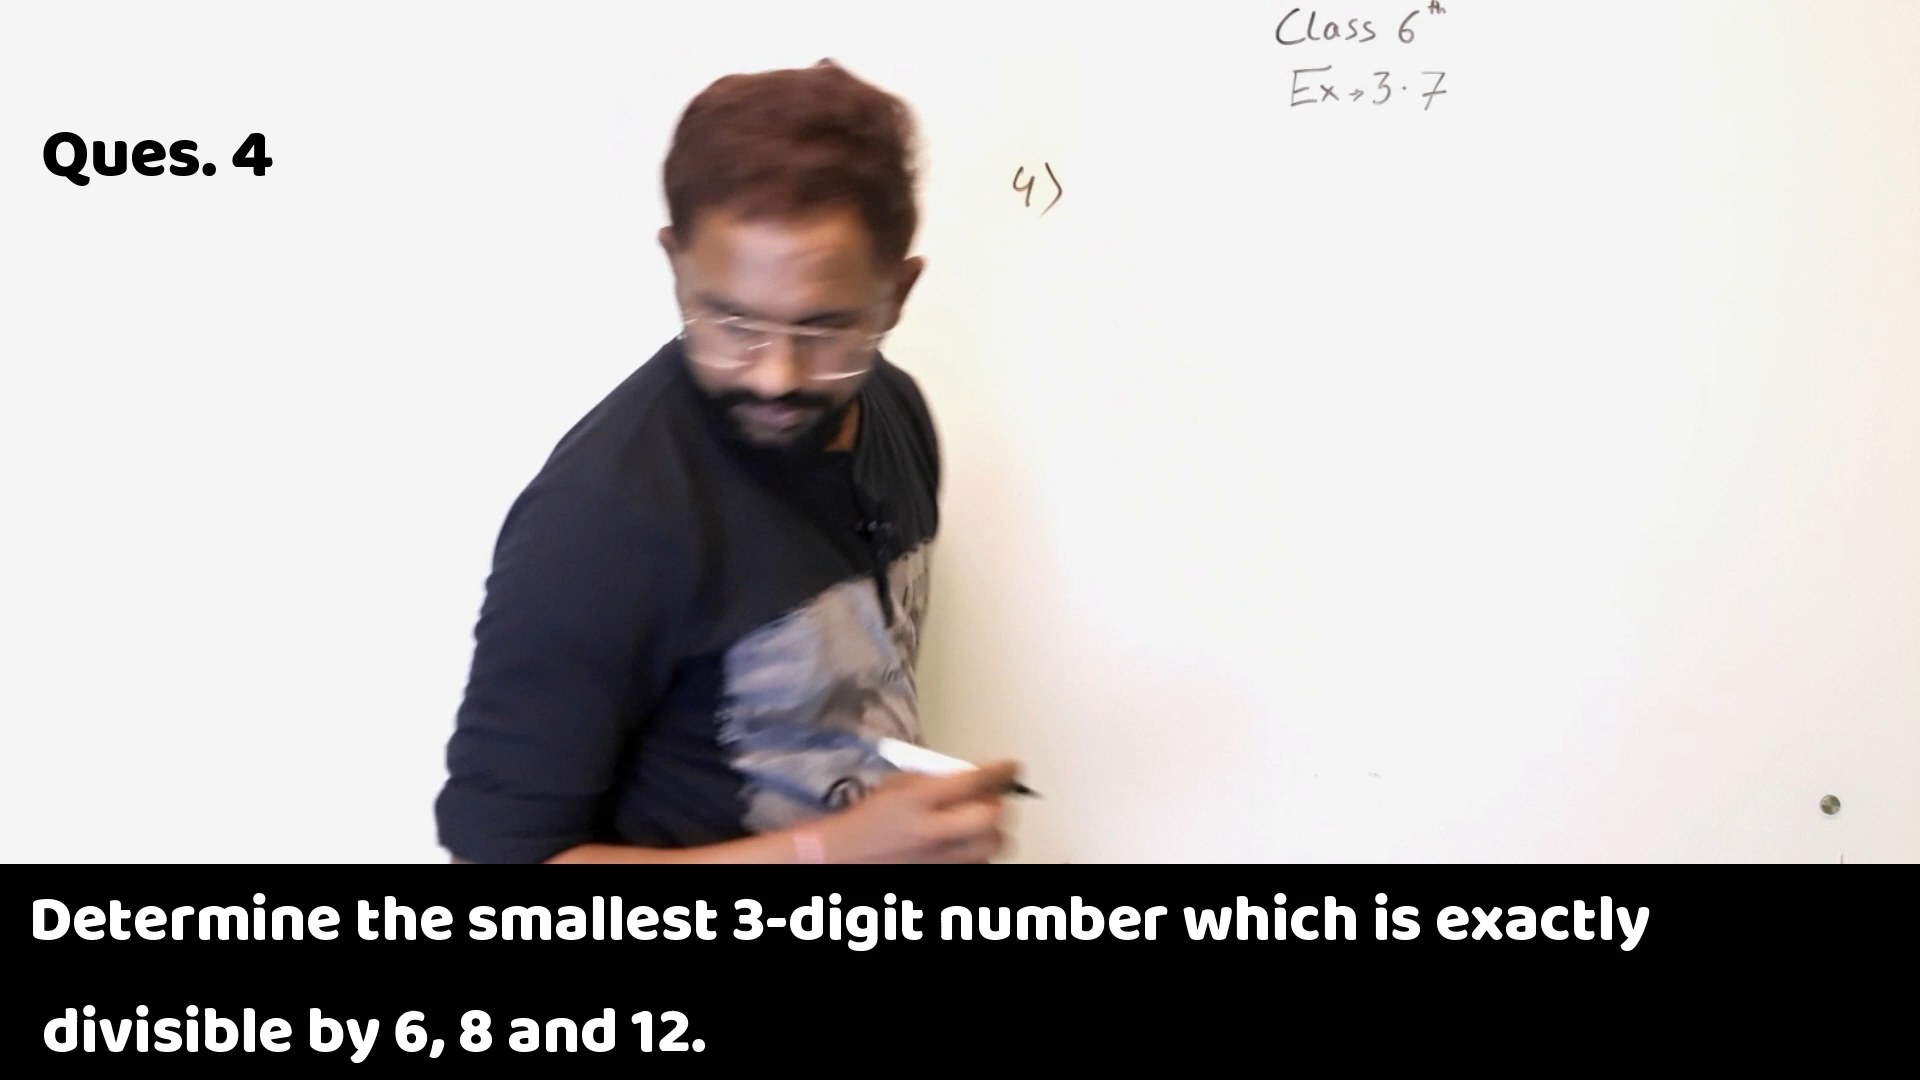 Class 6th
Ex → 3.7
Ques. 4
4)
Determine the smallest 3-digit number which is exactly
divisible by 6, 8 and 12.